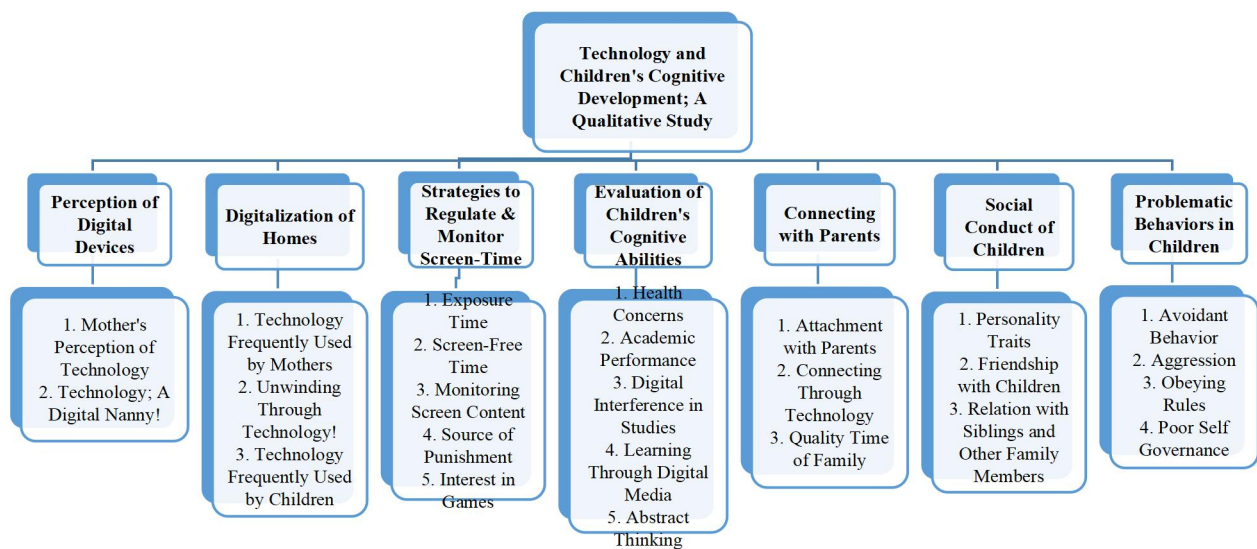 Technology and
Children's Cognitive
Development; A
Qualitative Study
Perception of
Digital
Devices
Digitalization of
Homes
Strategies to
Regulate &
Monitor
Screen-Time
Evaluation of
Children's
Cognitive
Abilities
Connecting
with Parents
Social
Conduct of
Children
Problematic
Behaviors in
Children
1. Mother's
Perception of
Technology
2. Technology; A
Digital Nanny!
1. Technology
Frequently Used
by Mothers
2. Unwinding
Through
Technology!
3. Technology
Frequently Used
by Children
1. Exposure
Time
2. Screen-Free
Time
3. Monitoring
Screen Content
4. Source of
Punishment
5. Interest in
Games
1. Health
Concerns
2. Academic
Performance
3. Digital
Interference in
Studies
4. Learning
Through Digital
Media
5. Abstract
Thinking
1. Attachment
with Parents
2. Connecting
Through
Technology
3. Quality Time
of Family
1. Personality
Traits
2. Friendship
with Children
3. Relation with
Siblings and
Other Family
Members
1. Avoidant
Behavior
2. Aggression
3. Obeying
Rules
4. Poor Self
Governance